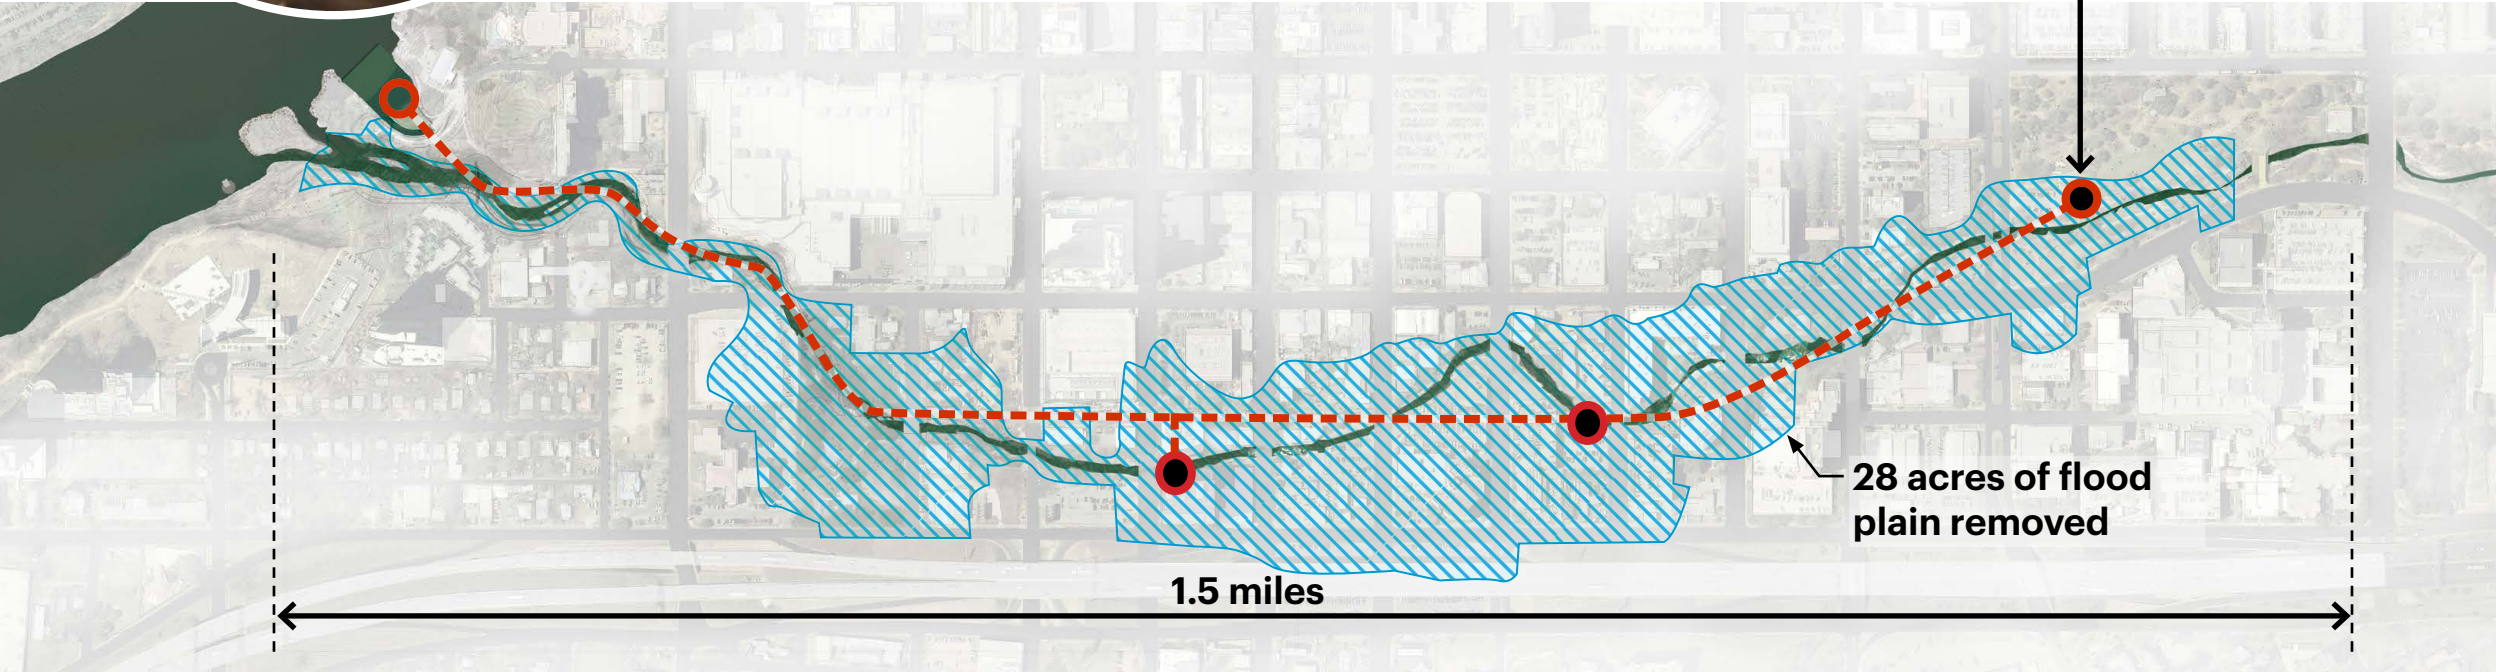 28 acres of flood
plain removed
1.5 miles